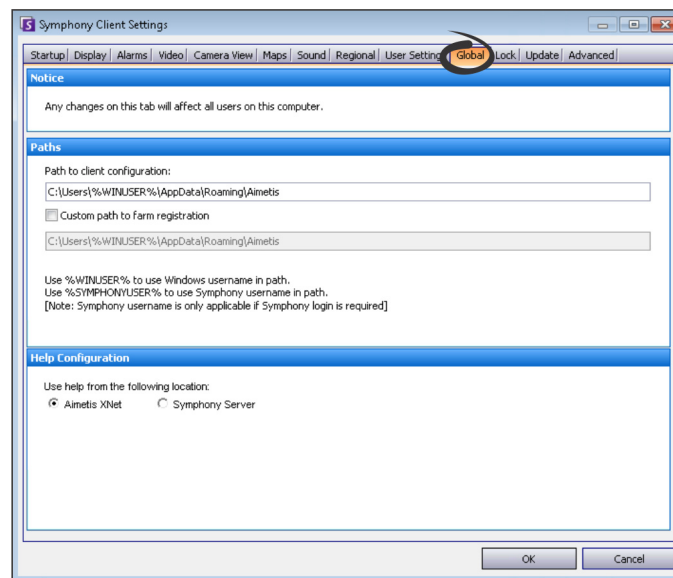 Symphony Client Settings
Startup Display Alarms Video Camera View Maps Sound Regional User Setting Global Lock Update Advanced
Notice
Any changes on this tab will affect all users on this computer.
Paths
Path to client configuration:
C:\Users\%WINUSER%\AppData\Roaming\Aimetis
Custom path to farm registration
C:\Users\%WINUSER%\AppData\Roaming\Aimetis
Use %WINUSER% to use Windows username in path.
Use %SYMPHONYUSER% to use Symphony username in path.
[Note: Symphony username is only applicable if Symphony login is required]
Help Configuration
Use help from the following location:
Aimetis XNet Symphony Server
OK Cancel